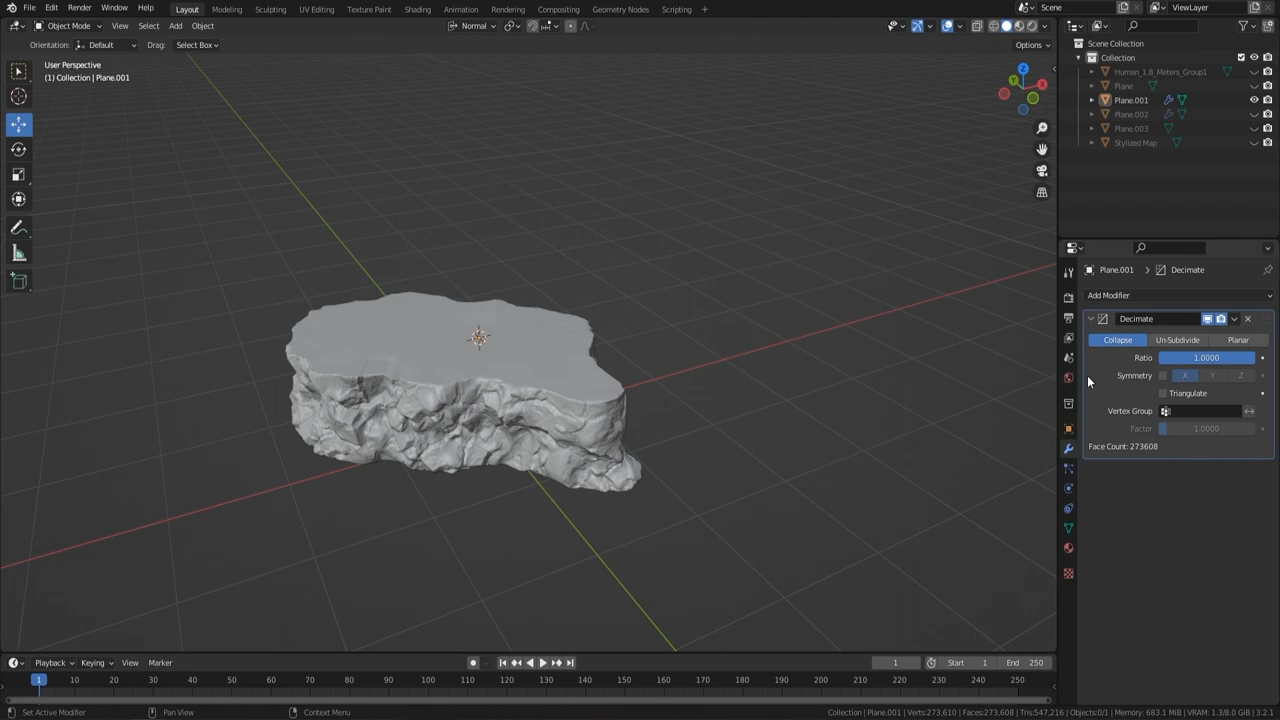 File Edit Render Window Help Layout Modeling Sculpting UV Editing Texture Paint Shading Animation Rendering Compositing Geometry Nodes Scripting + Scene ViewLayer
Object Mode View Select Add Object Normal
Orientation: Default Drag: Select Box Options
User Perspective
(1) Collection | Plane.001
Z
Y
X
Scene Collection
Collection
Human_1.8_Meters_Group1
Plane
Plane.001
Plane.002
Plane.003
Stylized Map
Plane.001 > Decimate
Add Modifier
Decimate
Collapse Un-Subdivide Planar
Ratio 1.0000
Symmetry X Y Z
Triangulate
Vertex Group
Factor 1.0000
Face Count: 273608
Playback Keying View Marker 1 Start 1 End 250
1 10 20 30 40 50 60 70 80 90 100 110 120 130 140 150 160 170 180 190 200 210 220 230 240 250
Set Active Modifier Pan View Context Menu Collection | Plane.001 | Verts:273,610 | Faces:273,608 | Tris:547,216 | Objects:0/1 | Memory: 683.1 MiB | VRAM: 1.3/8.0 GiB | 3.2.1